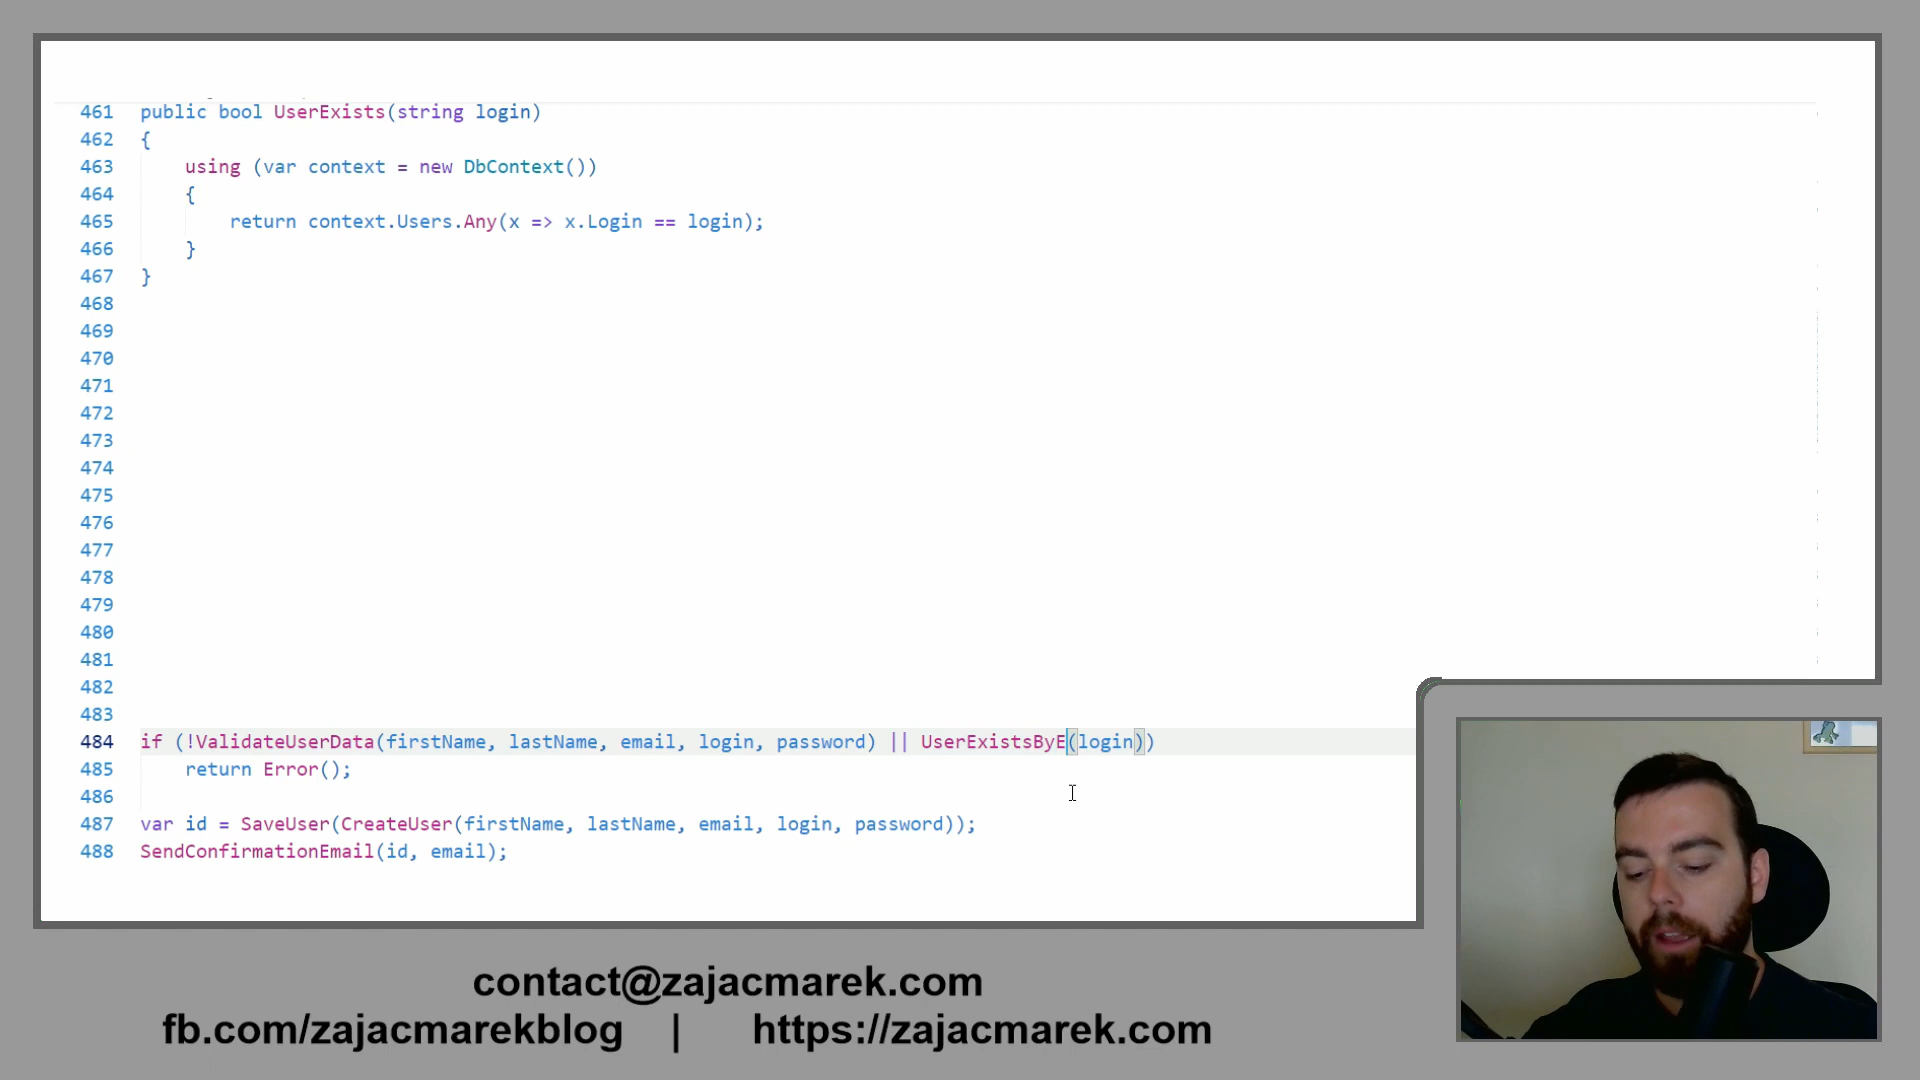 461 public bool UserExists(string login)
462 {
463 using (var context = new DbContext())
464 {
465 return context.Users.Any(x => x.Login == login);
466 }
467 }
468
469
470
471
472
473
474
475
476
477
478
479
480
481
482
483
484 if (!ValidateUserData(firstName, lastName, email, login, password) || UserExistsByE(login))
485 return Error();
486
487 var id = SaveUser(CreateUser(firstName, lastName, email, login, password));
488 SendConfirmationEmail(id, email);
contact@zajacmarek.com
fb.com/zajacmarekblog | https://zajacmarek.com